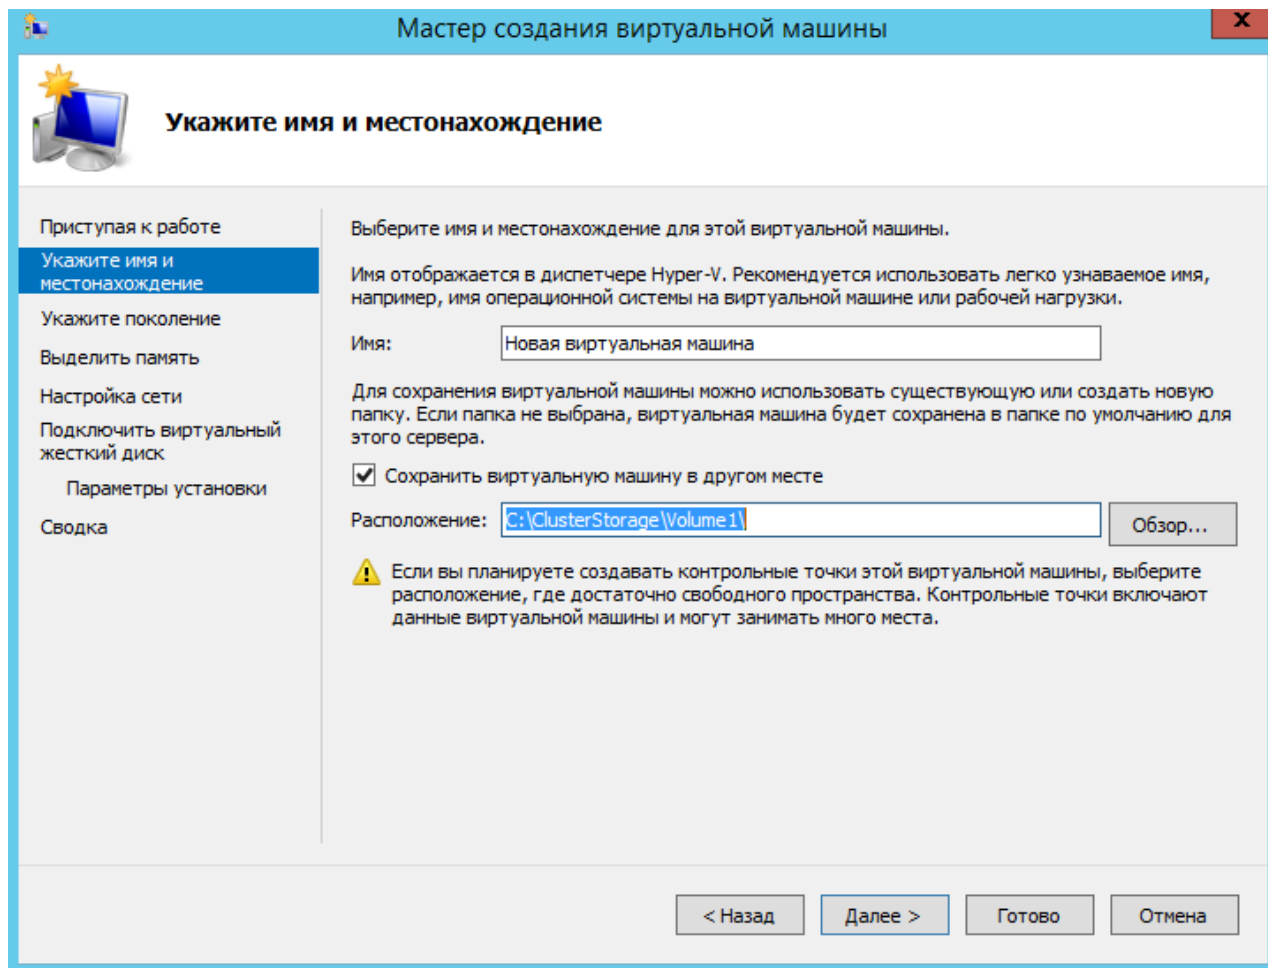 Мастер создания виртуальной машины
x
Укажите имя и местонахождение
Приступая к работе
Укажите имя и
местонахождение
Укажите поколение
Выделить память
Настройка сети
Подключить виртуальный
жесткий диск
Параметры установки
Сводка
Выберите имя и местонахождение для этой виртуальной машины.
Имя отображается в диспетчере Hyper-V. Рекомендуется использовать легко узнаваемое имя,
например, имя операционной системы на виртуальной машине или рабочей нагрузки.
Имя: Новая виртуальная машина
Для сохранения виртуальной машины можно использовать существующую или создать новую
папку. Если папка не выбрана, виртуальная машина будет сохранена в папке по умолчанию для
этого сервера.
Сохранить виртуальную машину в другом месте
Расположение: C:\ClusterStorage\Volume1\ Обзор...
Если вы планируете создавать контрольные точки этой виртуальной машины, выберите
расположение, где достаточно свободного пространства. Контрольные точки включают
данные виртуальной машины и могут занимать много места.
< Назад Далее > Готово Отмена